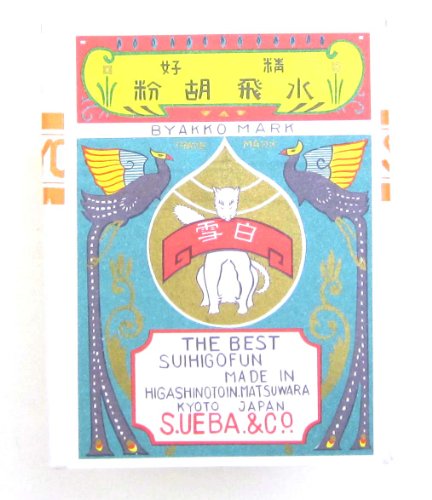 精好
水飛胡粉
BYAKKO MARK
TRADE MARK
白雪
THE BEST
SUIHIGOFUN
MADE IN
HIGASHINOTOIN.MATSUWARA
KYOTO JAPAN
S.UEBA.&CO.